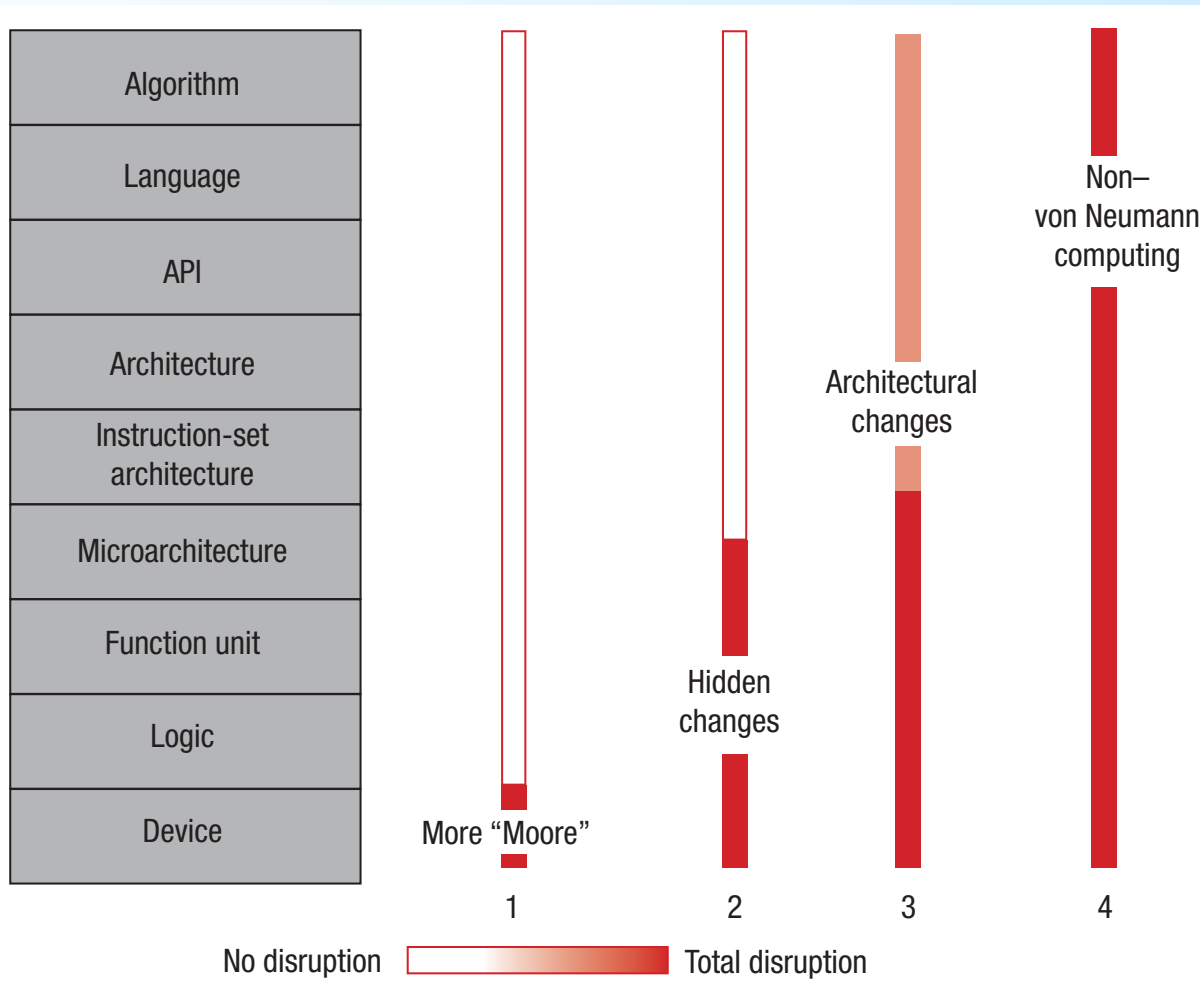 Algorithm
Language
API
Architecture
Instruction-set
architecture
Microarchitecture
Function unit
Logic
Device
More “Moore”
Hidden
changes
Architectural
changes
Non–
von Neumann
computing
1
2
3
4
No disruption
Total disruption